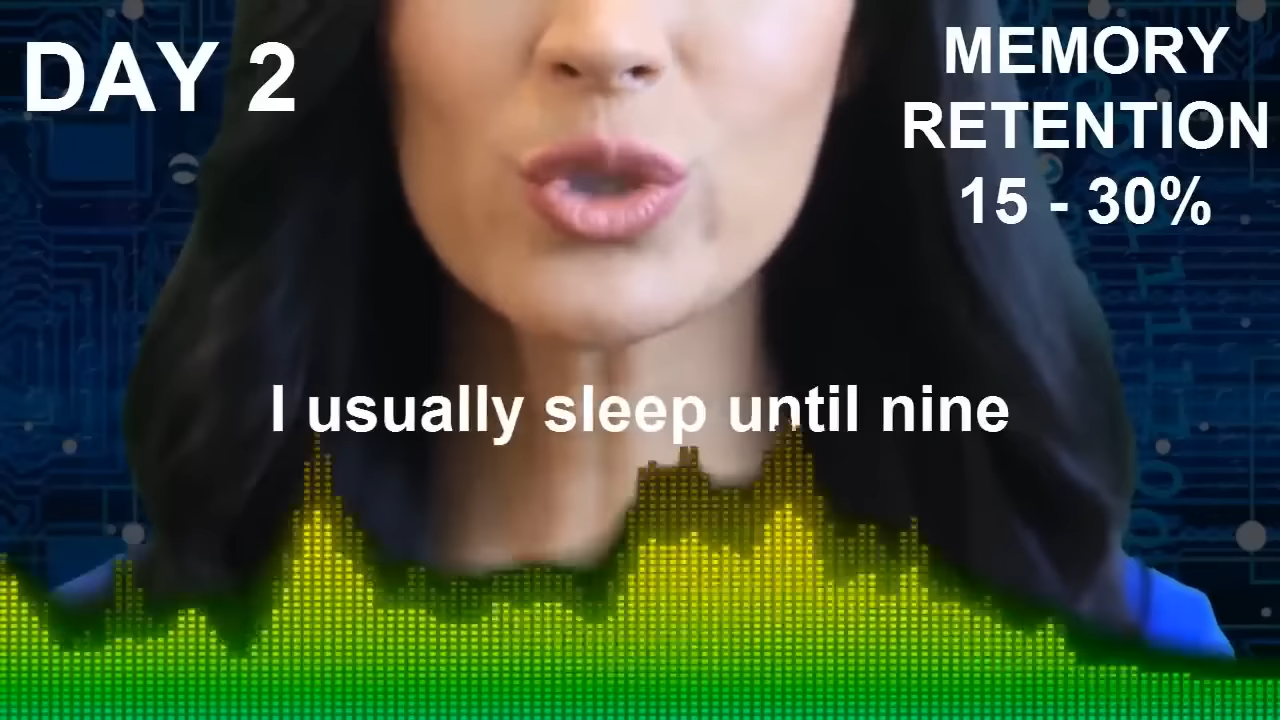 DAY 2
MEMORY
RETENTION
15 - 30%
I usually sleep until nine